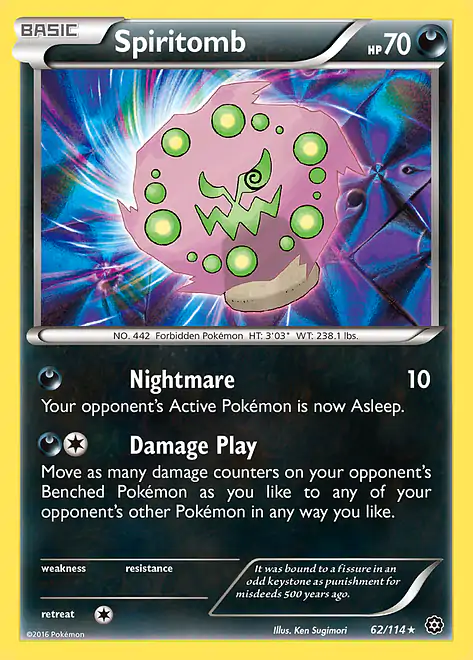 BASIC
Spiritomb
HP 70
NO. 442 Forbidden Pokémon HT: 3'03" WT: 238.1 lbs.
Nightmare 10
Your opponent's Active Pokémon is now Asleep.
Damage Play
Move as many damage counters on your opponent's
Benched Pokémon as you like to any of your
opponent's other Pokémon in any way you like.
weakness resistance
retreat
It was bound to a fissure in an
odd keystone as punishment for
misdeeds 500 years ago.
©2016 Pokémon Illus. Ken Sugimori 62/114★